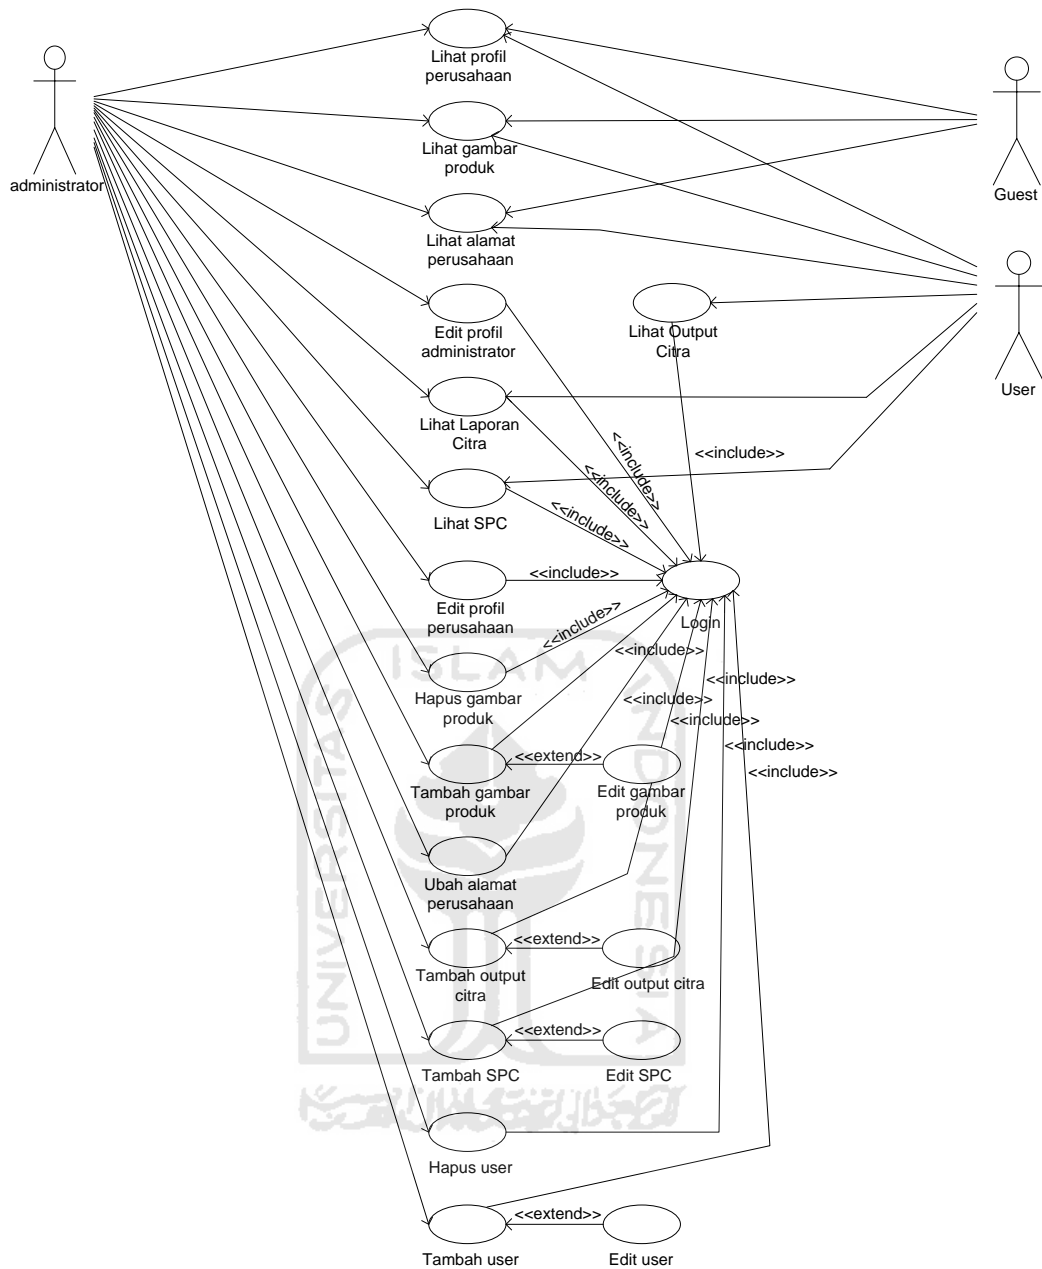 Lihat profil
perusahaan
administrator
Lihat gambar
produk
Guest
Lihat alamat
perusahaan
Edit profil
administrator
Lihat Output
Citra
User
Lihat Laporan
Citra
<<include>>
<<include>>
<<include>>
<<include>>
Lihat SPC
<<include>>
Edit profil
perusahaan
Login
<<include>>
<<include>>
<<include>>
<<include>>
<<include>>
<<include>>
<<include>>
Hapus gambar
produk
<<extend>>
Tambah gambar
produk
Edit gambar
produk
Ubah alamat
perusahaan
<<extend>>
Tambah output
citra
Edit output citra
<<extend>>
Tambah SPC
Edit SPC
Hapus user
<<extend>>
Tambah user
Edit user
UNIVERSITAS
ISLAM
INDONESIA